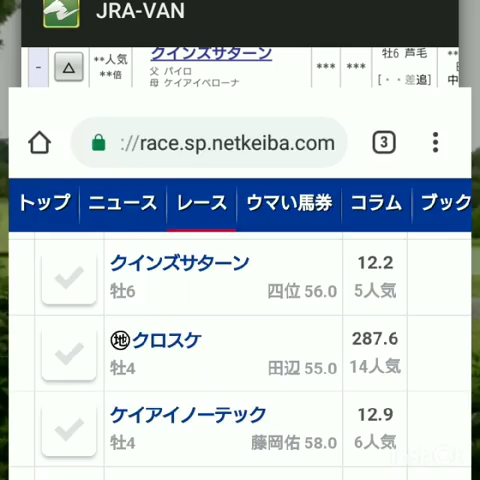 JRA-VAN
クインズサターン
牡6 芦毛
**人気
**倍
父 パイロ
母 ケイアイベローナ
- △ *** ***
[・・差追] 中
://race.sp.netkeiba.com 3
トップ ニュース レース ウマい馬券 コラム ブック
クインズサターン 12.2
牡6 四位 56.0 5人気
地クロスケ 287.6
牡4 田辺 55.0 14人気
ケイアイノーテック 12.9
牡4 藤岡佑 58.0 6人気